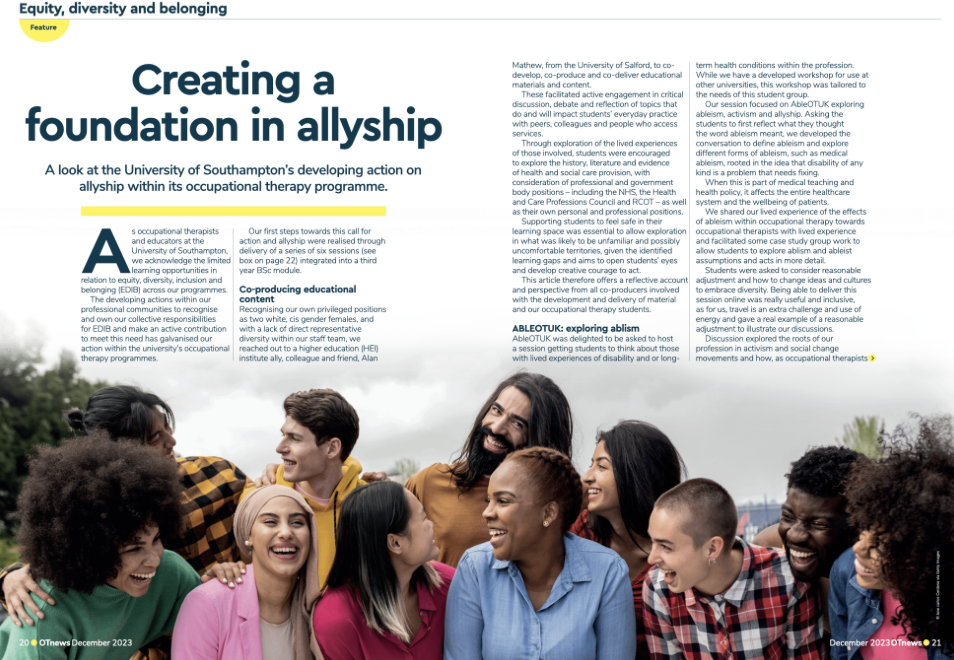 Equity, diversity and belonging
Feature
Creating a
foundation in allyship
A look at the University of Southampton's developing action on
allyship within its occupational therapy programme.
As occupational therapists
and educators at the
University of Southampton,
we acknowledge the limited
learning opportunities in
relation to equity, diversity, inclusion and
belonging (EDIB) across our programmes.
The developing actions within our
professional communities to recognise
and own our collective responsibilities
for EDIB and make an active contribution
to meet this need has galvanised our
action within the university's occupational
therapy programmes.
Our first steps towards this call for
action and allyship were realised through
delivery of a series of six sessions (see
box on page 22) integrated into a third
year BSc module.
Co-producing educational
content
Recognising our own privileged positions
as two white, cis gender females, and
with a lack of direct representative
diversity within our staff team, we
reached out to a higher education (HEI)
institute ally, colleague and friend, Alan
Mathew, from the University of Salford, to co-
develop, co-produce and co-deliver educational
materials and content.
These facilitated active engagement in critical
discussion, debate and reflection of topics that
do and will impact students' everyday practice
with peers, colleagues and people who access
services.
Through exploration of the lived experiences
of those involved, students were encouraged
to explore the history, literature and evidence
of health and social care provision, with
consideration of professional and government
body positions – including the NHS, the Health
and Care Professions Council and RCOT – as well
as their own personal and professional positions.
Supporting students to feel safe in their
learning space was essential to allow exploration
in what was likely to be unfamiliar and possibly
uncomfortable territories, given the identified
learning gaps and aims to open students' eyes
and develop creative courage to act.
This article therefore offers a reflective account
and perspective from all co-producers involved
with the development and delivery of material
and our occupational therapy students.
ABLEOTUK: exploring ablism
AbleOTUK was delighted to be asked to host
a session getting students to think about those
with lived experiences of disability and or long-
term health conditions within the profession.
While we have a developed workshop for use at
other universities, this workshop was tailored to
the needs of this student group.
Our session focused on AbleOTUK exploring
ableism, activism and allyship. Asking the
students to first reflect what they thought
the word ableism meant, we developed the
conversation to define ableism and explore
different forms of ableism, such as medical
ableism, rooted in the idea that disability of any
kind is a problem that needs fixing.
When this is part of medical teaching and
health policy, it affects the entire healthcare
system and the wellbeing of patients.
We shared our lived experience of the effects
of ableism within occupational therapy towards
occupational therapists with lived experience
and facilitated some case study group work to
allow students to explore ablism and ableist
assumptions and acts in more detail.
Students were asked to consider reasonable
adjustment and how to change ideas and cultures
to embrace diversity. Being able to deliver this
session online was really useful and inclusive,
as for us, travel is an extra challenge and use of
energy and gave a real example of a reasonable
adjustment to illustrate our discussions.
Discussion explored the roots of our
profession in activism and social change
movements and how, as occupational therapists
20 OTnews December 2023
December 2023 OTnews 21